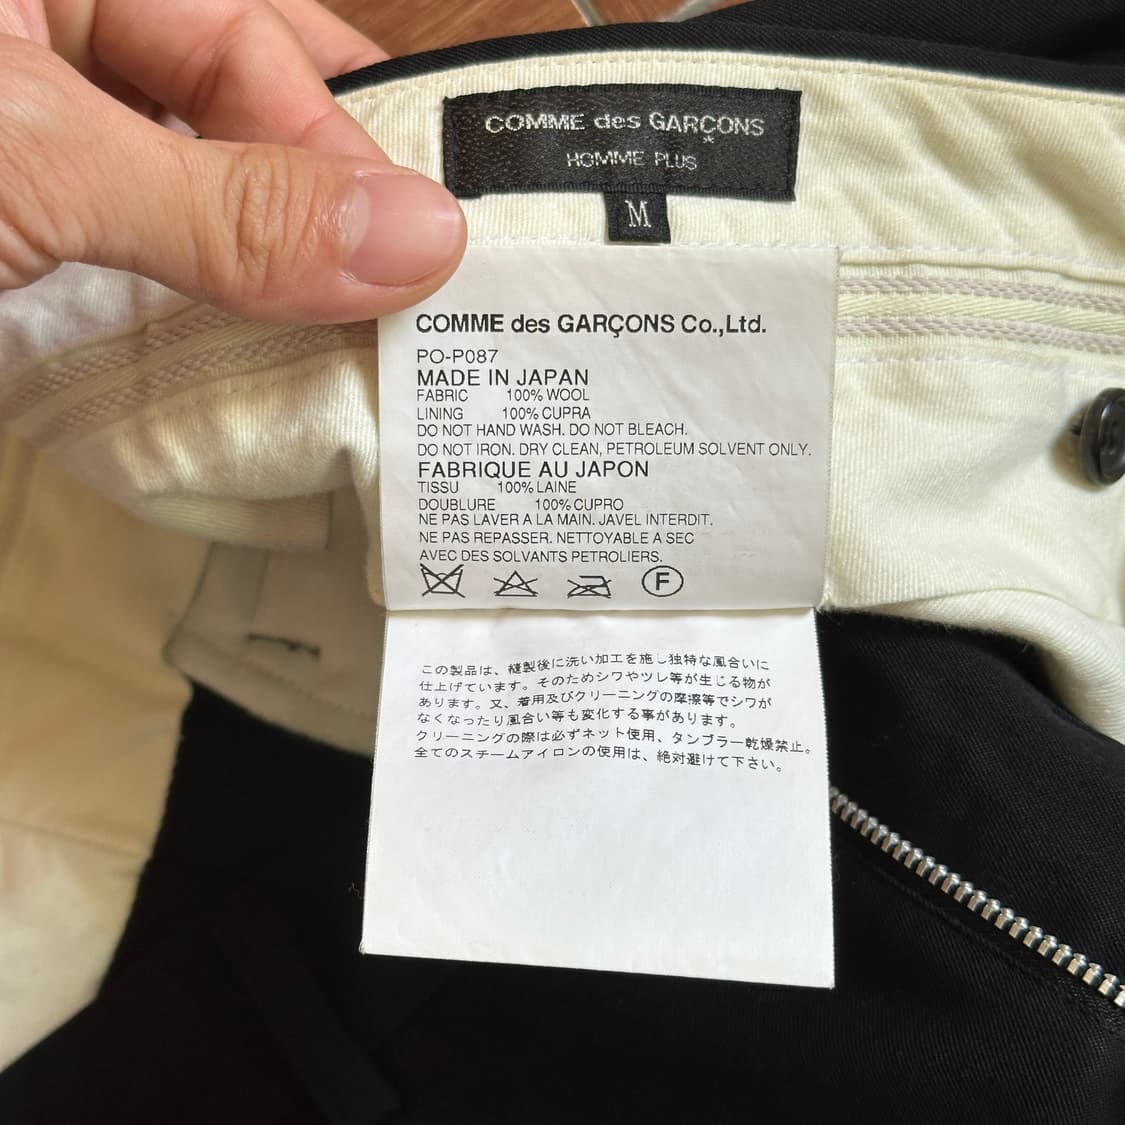 COMME des GARÇONS
*
HOMME PLUS
M
COMME des GARÇONS Co.,Ltd.
PO-P087
MADE IN JAPAN
FABRIC 100% WOOL
LINING 100% CUPRA
DO NOT HAND WASH. DO NOT BLEACH.
DO NOT IRON. DRY CLEAN, PETROLEUM SOLVENT ONLY.
FABRIQUE AU JAPON
TISSU 100% LAINE
DOUBLURE 100% CUPRO
NE PAS LAVER A LA MAIN. JAVEL INTERDIT.
NE PAS REPASSER. NETTOYABLE A SEC
AVEC DES SOLVANTS PETROLIERS.
F
この製品は、縫製後に洗い加工を施し独特な風合いに
仕上げています。そのためシワやツレ等が生じる物が
あります。又、着用及びクリーニングの摩擦等でシワが
なくなったり風合い等も変化する事があります。
クリーニングの際は必ずネット使用、タンブラー乾燥禁止。
全てのスチームアイロンの使用は、絶対避けて下さい。